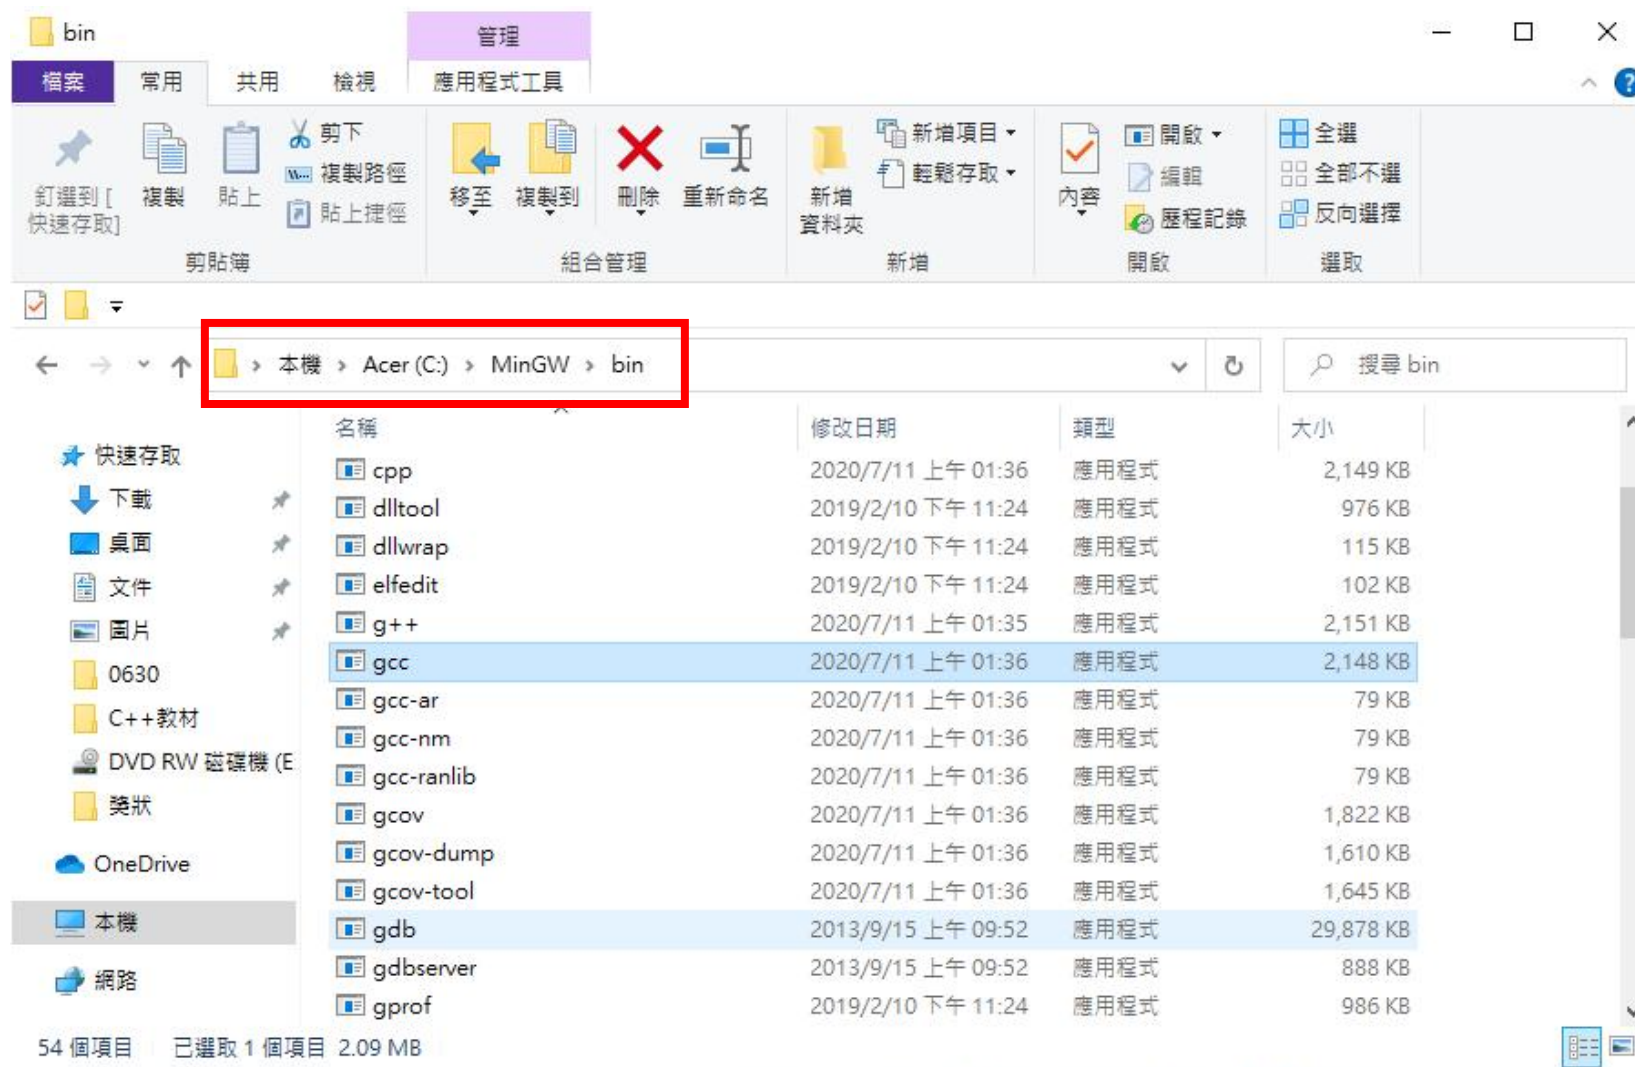 bin
管理
檔案 常用 共用 檢視 應用程式工具
釘選到 [
快速存取]
複製
貼上
剪下
複製路徑
貼上捷徑
剪貼簿
移至
複製到
刪除
重新命名
組合管理
新增
資料夾
新增項目
輕鬆存取
新增
內容
開啟
編輯
歷程記錄
開啟
全選
全部不選
反向選擇
選取
本機 › Acer (C:) › MinGW › bin
搜尋 bin
快速存取
下載
桌面
文件
圖片
0630
C++教材
DVD RW 磁碟機 (E
獎狀
OneDrive
本機
網路
名稱 修改日期 類型 大小
cpp 2020/7/11 上午 01:36 應用程式 2,149 KB
dlltool 2019/2/10 下午 11:24 應用程式 976 KB
dllwrap 2019/2/10 下午 11:24 應用程式 115 KB
elfedit 2019/2/10 下午 11:24 應用程式 102 KB
g++ 2020/7/11 上午 01:35 應用程式 2,151 KB
gcc 2020/7/11 上午 01:36 應用程式 2,148 KB
gcc-ar 2020/7/11 上午 01:36 應用程式 79 KB
gcc-nm 2020/7/11 上午 01:36 應用程式 79 KB
gcc-ranlib 2020/7/11 上午 01:36 應用程式 79 KB
gcov 2020/7/11 上午 01:36 應用程式 1,822 KB
gcov-dump 2020/7/11 上午 01:36 應用程式 1,610 KB
gcov-tool 2020/7/11 上午 01:36 應用程式 1,645 KB
gdb 2013/9/15 上午 09:52 應用程式 29,878 KB
gdbserver 2013/9/15 上午 09:52 應用程式 888 KB
gprof 2019/2/10 下午 11:24 應用程式 986 KB
54 個項目 已選取 1 個項目 2.09 MB